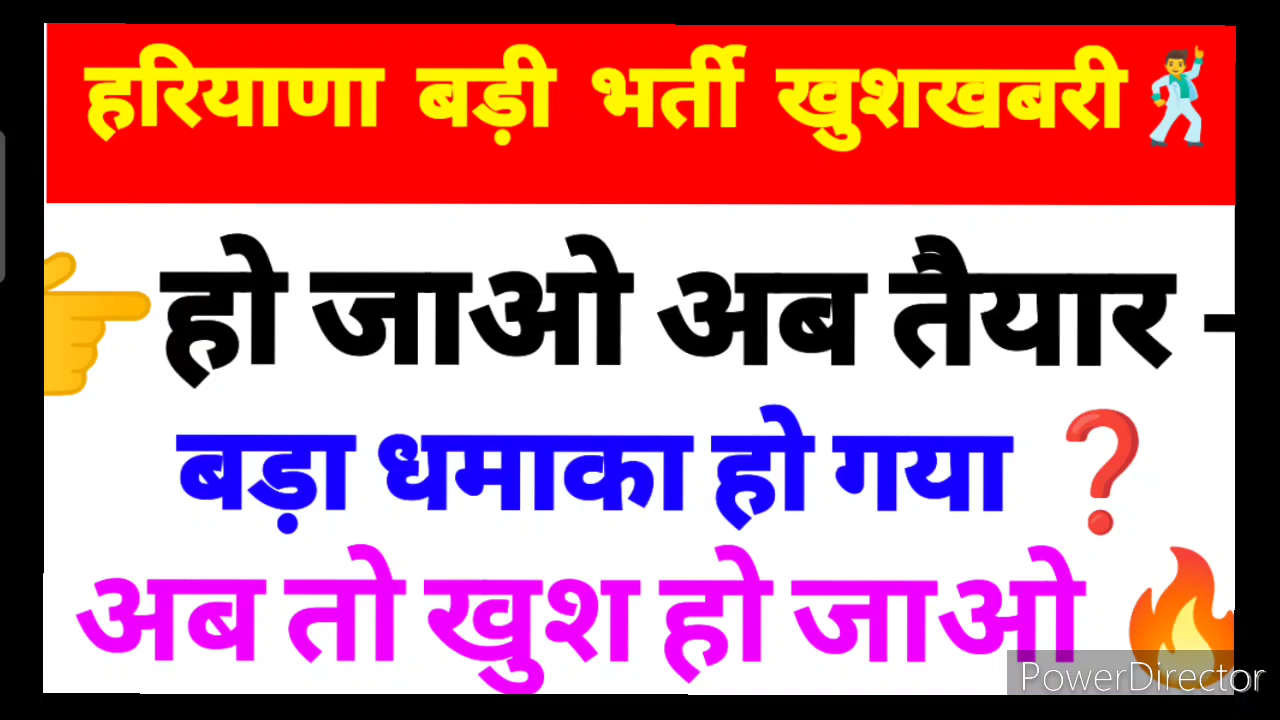 हरियाणा बड़ी भर्ती खुशखबरी🕺
👉हो जाओ अब तैयार -
बड़ा धमाका हो गया ❓
अब तो खुश हो जाओ 🔥
PowerDirector